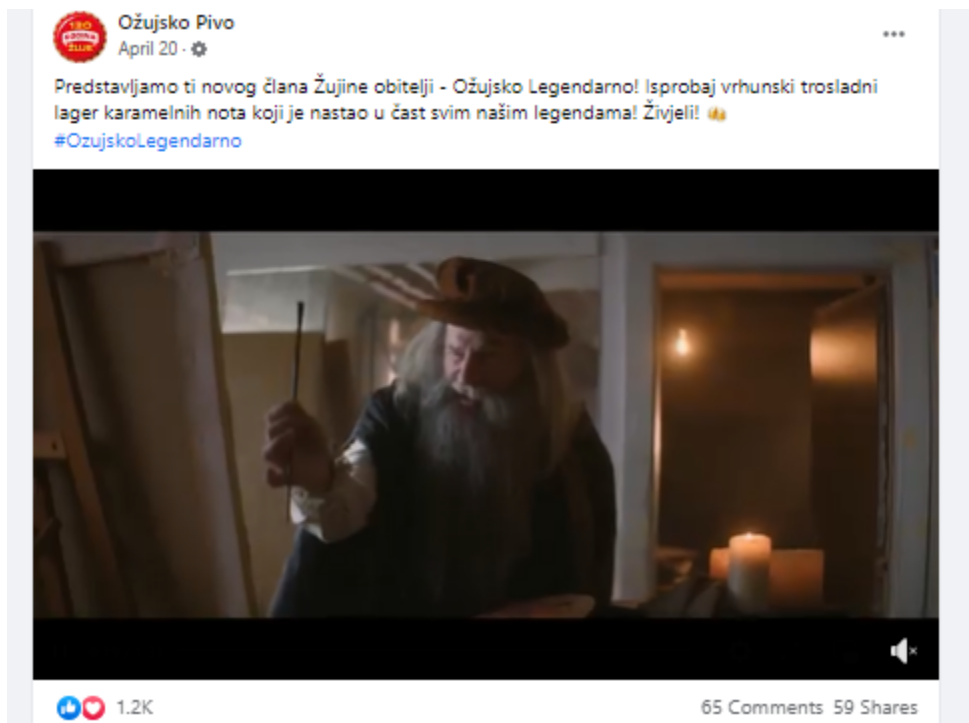 Ožujsko Pivo
April 20 ·
Predstavljamo ti novog člana Žujine obitelji - Ožujsko Legendarno! Isprobaj vrhunski trosladni
lager karamelnih nota koji je nastao u čast svim našim legendama! Živjeli! 🍻
#OzujskoLegendarno
1.2K
65 Comments 59 Shares